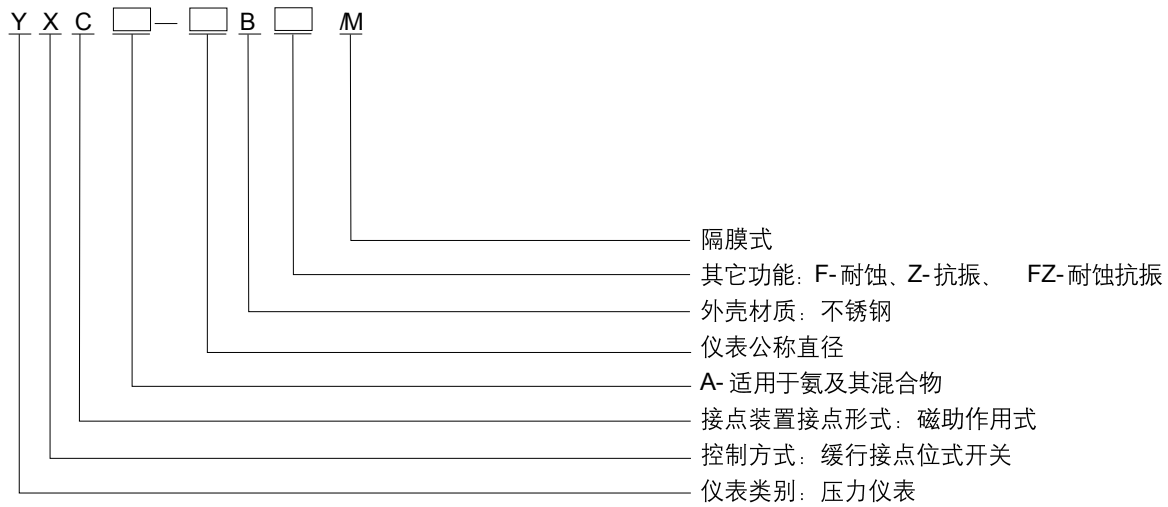 Y X C □—□ B □ /M
隔膜式
其它功能：F-耐蚀、Z-抗振、 FZ-耐蚀抗振
外壳材质：不锈钢
仪表公称直径
A-适用于氨及其混合物
接点装置接点形式：磁助作用式
控制方式：缓行接点位式开关
仪表类别：压力仪表